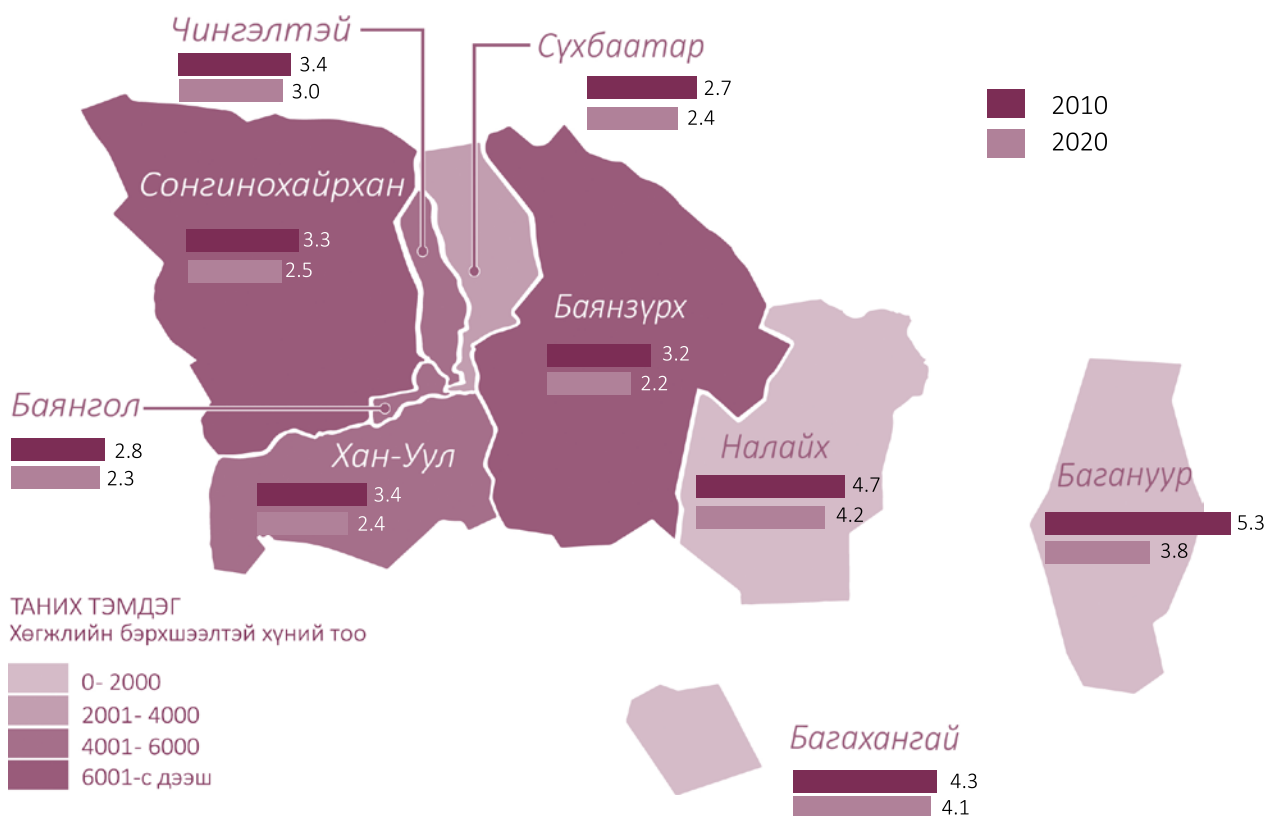 Чингэлтэй
3.4
3.0
Сүхбаатар
2.7
2.4
2010
2020
Сонгинохайрхан
3.3
2.5
Баянзүрх
3.2
2.2
Баянгол
2.8
2.3
Хан-Уул
3.4
2.4
Налайх
4.7
4.2
Багануур
5.3
3.8
ТАНИХ ТЭМДЭГ
Хөгжлийн бэрхшээлтэй хүний тоо
0- 2000
2001- 4000
4001- 6000
6001-с дээш
Багахангай
4.3
4.1